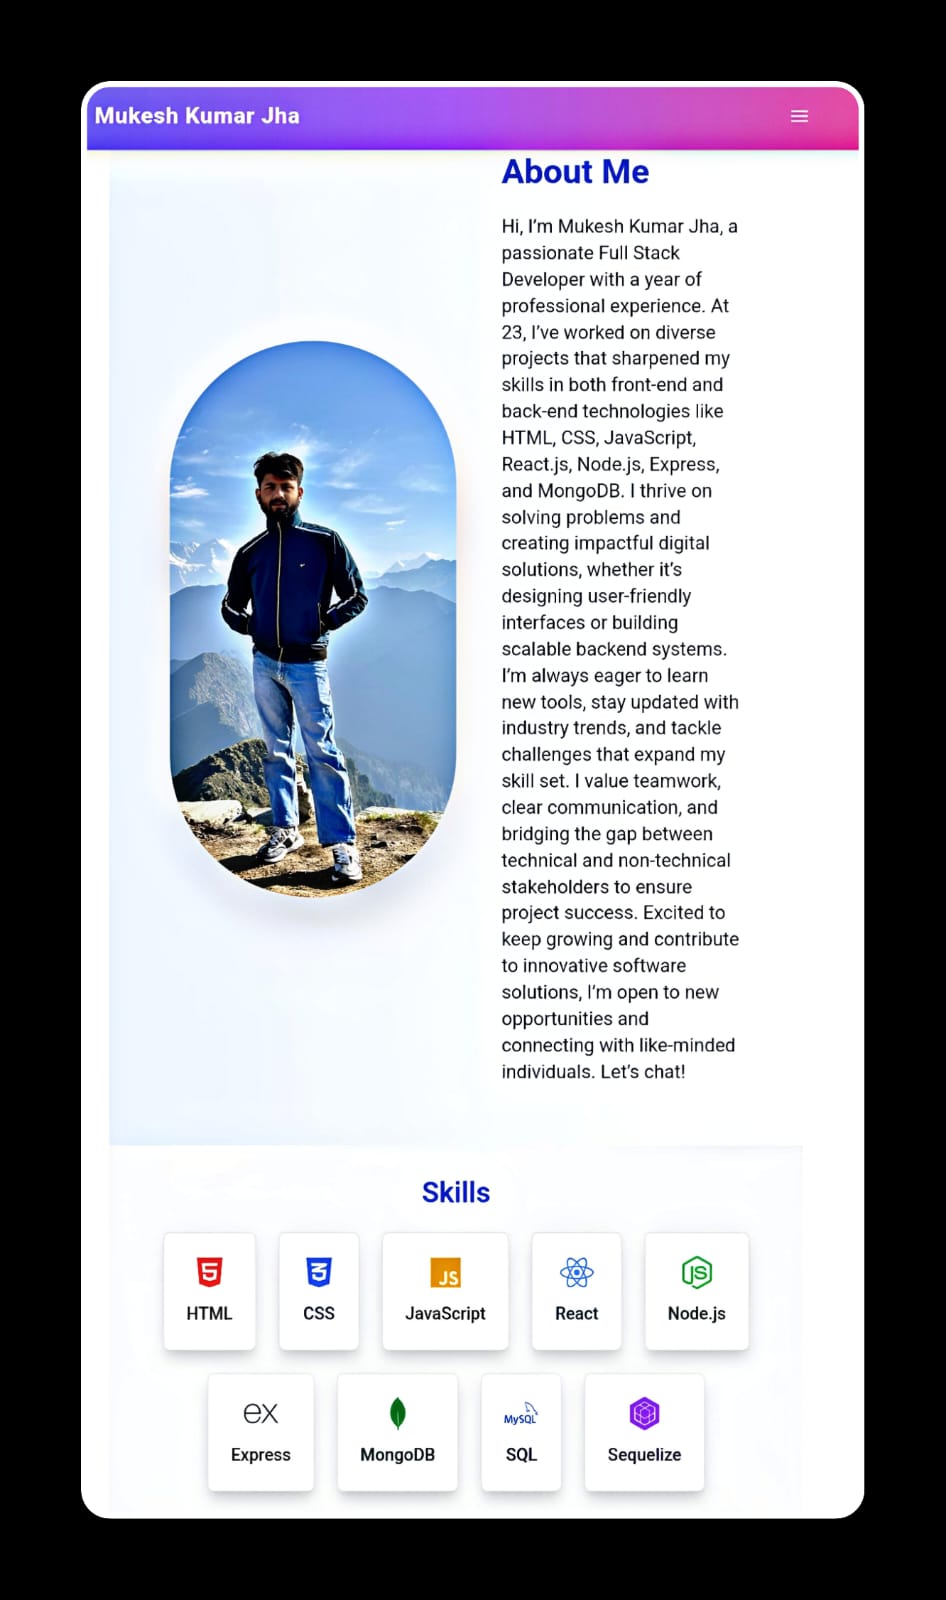 Mukesh Kumar Jha
About Me
Hi, I’m Mukesh Kumar Jha, a
passionate Full Stack
Developer with a year of
professional experience. At
23, I’ve worked on diverse
projects that sharpened my
skills in both front-end and
back-end technologies like
HTML, CSS, JavaScript,
React.js, Node.js, Express,
and MongoDB. I thrive on
solving problems and
creating impactful digital
solutions, whether it’s
designing user-friendly
interfaces or building
scalable backend systems.
I’m always eager to learn
new tools, stay updated with
industry trends, and tackle
challenges that expand my
skill set. I value teamwork,
clear communication, and
bridging the gap between
technical and non-technical
stakeholders to ensure
project success. Excited to
keep growing and contribute
to innovative software
solutions, I’m open to new
opportunities and
connecting with like-minded
individuals. Let’s chat!
Skills
5 3 JS JS
HTML CSS JavaScript React Node.js
ex MySQL
Express MongoDB SQL Sequelize